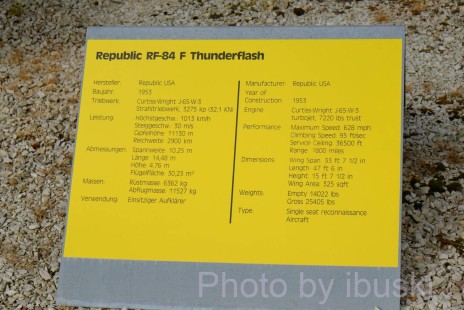 Republic RF-84 F Thunderflash
Hersteller: Republic USA
Baujahr: 1953
Triebwerk: Curtiss-Wright J-65-W-3
Strahltriebwerk, 3275 kp (32,1 KN)
Leistung: Höchstgeschw.: 1013 km/h
Steiggeschw.: 30 m/s
Gipfelhöhe: 11130 m
Reichweite: 2900 km
Abmessungen: Spannweite: 10,25 m
Länge: 14,48 m
Höhe: 4,76 m
Flügelfläche: 30,23 m²
Massen: Rüstmasse: 6362 kg
Abflugmasse: 11527 kg
Verwendung: Einsitziger Aufklärer
Manufacturer: Republic USA
Year of
Construction: 1953
Engine: Curtiss-Wright J-65-W-3
turbojet, 7220 lbs trust
Performance: Maximum Speed: 628 mph
Climbing Speed: 93 ft/sec
Service Ceiling: 36500 ft
Range: 1800 miles
Dimensions: Wing Span: 33 ft 7 1/2 in
Length: 47 ft 6 in
Height: 15 ft 7 1/2 in
Wing Area: 325 sqft
Weights: Empty 14022 lbs
Gross 25405 lbs
Type: Single seat reconnaissance
Aircraft
Photo by ibuski